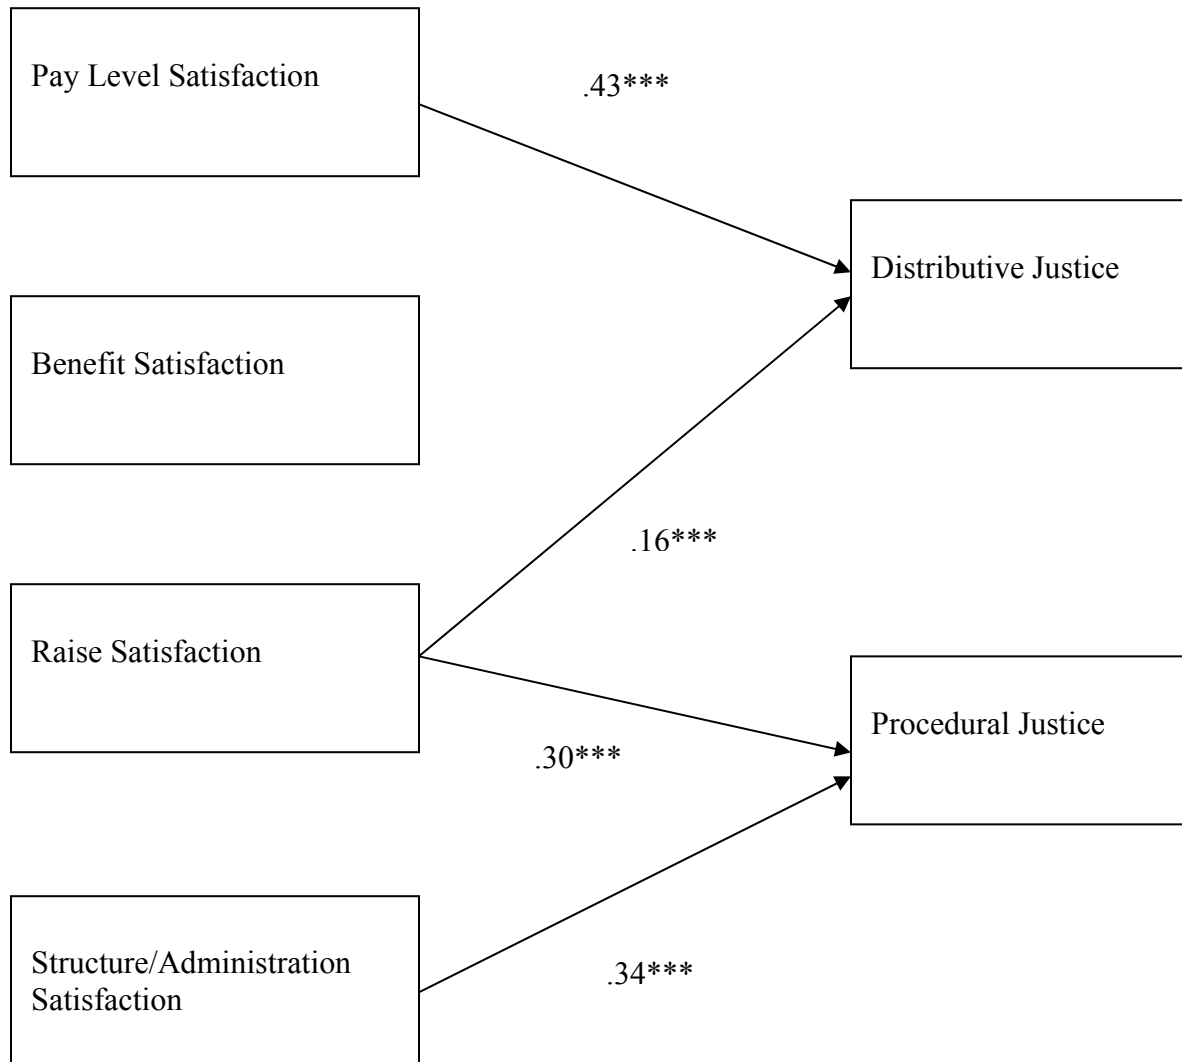 Pay Level Satisfaction
.43***
Distributive Justice
Benefit Satisfaction
.16***
Raise Satisfaction
Procedural Justice
.30***
Structure/Administration
Satisfaction
.34***